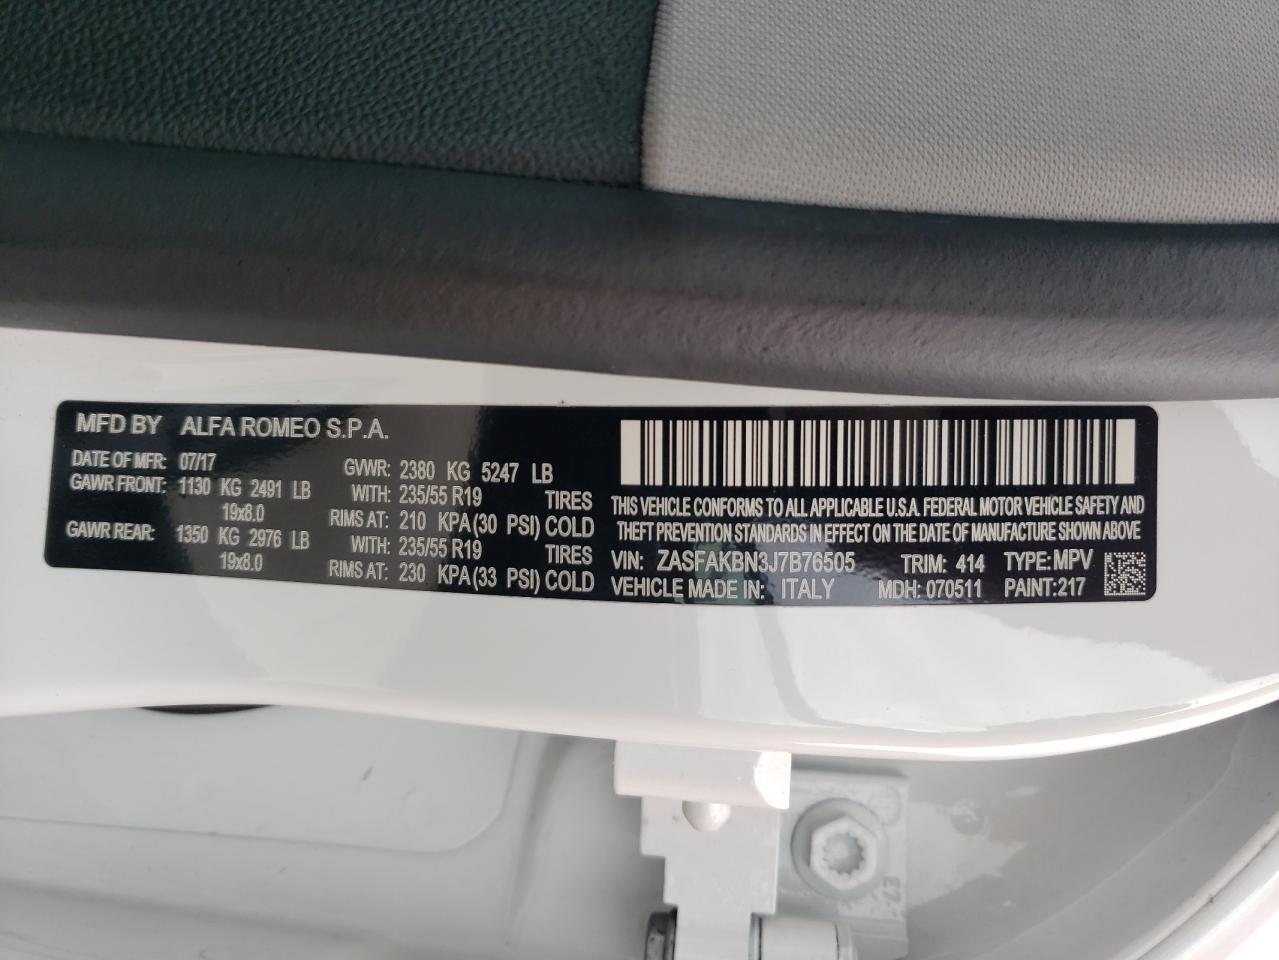 MFD BY ALFA ROMEO S.P.A.
DATE OF MFR: 07/17 GVWR: 2380 KG 5247 LB
GAWR FRONT: 1130 KG 2491 LB WITH: 235/55 R19 TIRES
19x8.0 RIMS AT: 210 KPA(30 PSI) COLD
GAWR REAR: 1350 KG 2976 LB WITH: 235/55 R19 TIRES
19x8.0 RIMS AT: 230 KPA(33 PSI) COLD
THIS VEHICLE CONFORMS TO ALL APPLICABLE U.S.A. FEDERAL MOTOR VEHICLE SAFETY AND
THEFT PREVENTION STANDARDS IN EFFECT ON THE DATE OF MANUFACTURE SHOWN ABOVE
VIN: ZASFAKBN3J7B76505 TRIM: 414 TYPE: MPV
VEHICLE MADE IN: ITALY MDH: 070511 PAINT: 217